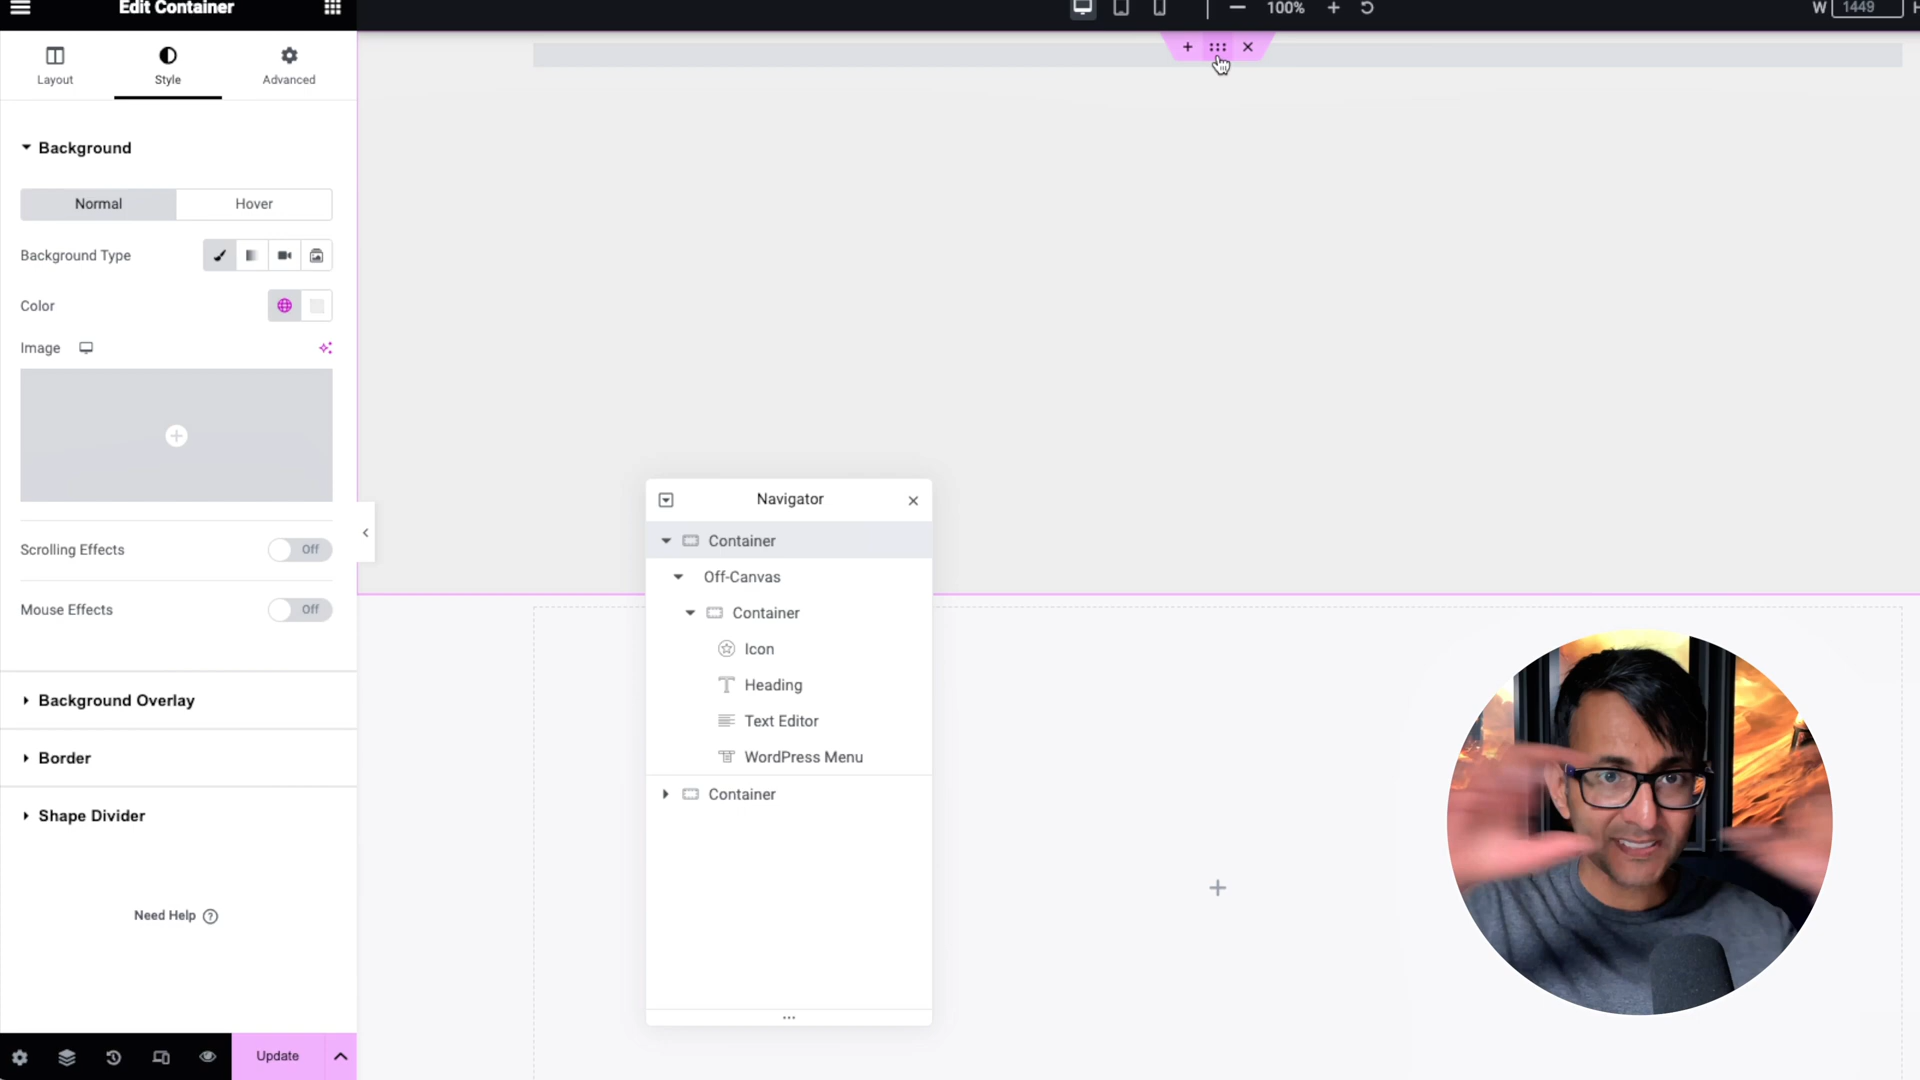 Edit Container
100%
W 1449 H
Layout
Style
Advanced
Background
Normal
Hover
Background Type
Color
Image
Scrolling Effects
Off
Mouse Effects
Off
Background Overlay
Border
Shape Divider
Need Help
Update
Navigator
Container
Off-Canvas
Container
Icon
Heading
Text Editor
WordPress Menu
Container